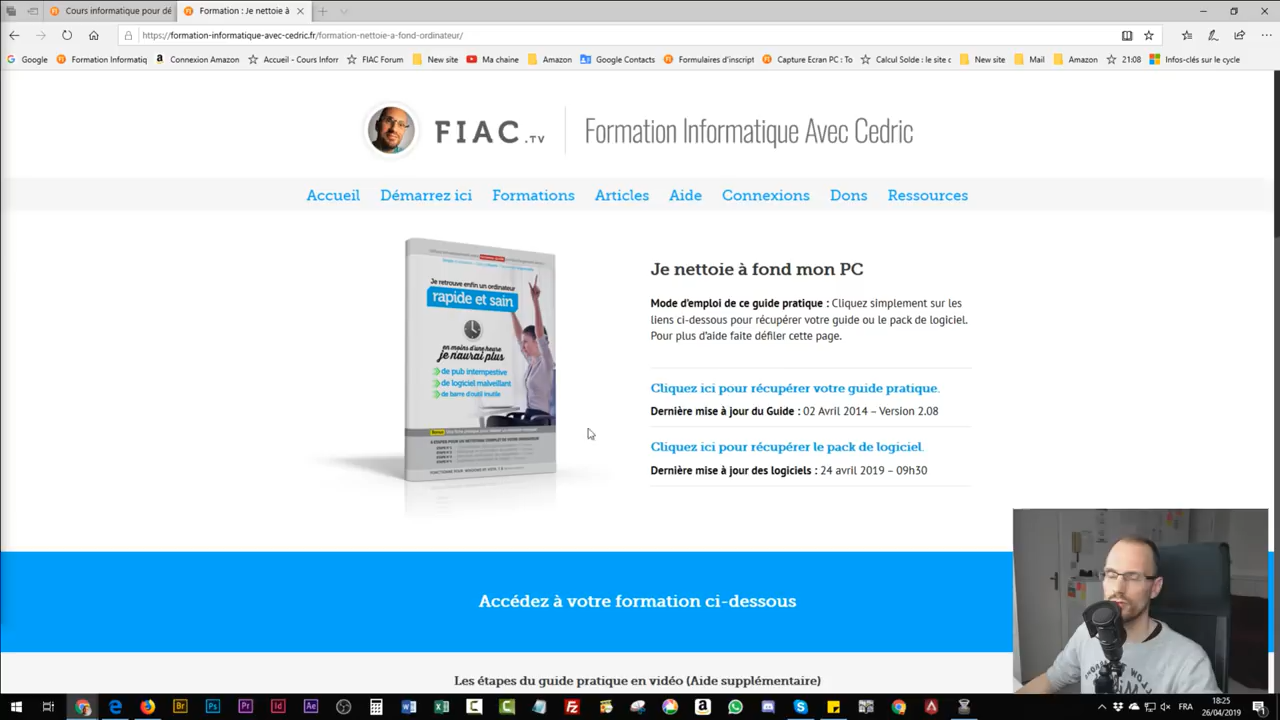 Cours informatique pour dé
Formation : Je nettoie à
https://formation-informatique-avec-cedric.fr/formation-nettoie-a-fond-ordinateur/
Google
Formation Informatiq
Connexion Amazon
Accueil - Cours Inforr
FIAC Forum
New site
Ma chaine
Amazon
Google Contacts
Formulaires d'inscript
Capture Ecran PC : To
Calcul Solde : le site c
New site
Mail
Amazon
21:08
Infos-clés sur le cycle
FIAC.TV
Formation Informatique Avec Cedric
Accueil Démarrez ici Formations Articles Aide Connexions Dons Ressources
Je retrouve enfin un ordinateur
rapide et sain
en moins d'une heure
je n'aurai plus
de pub intempestive
de logiciel malveillant
de barre d'outil inutile
Je nettoie à fond mon PC
Mode d'emploi de ce guide pratique : Cliquez simplement sur les
liens ci-dessous pour récupérer votre guide ou le pack de logiciel.
Pour plus d'aide faite défiler cette page.
Cliquez ici pour récupérer votre guide pratique.
Dernière mise à jour du Guide : 02 Avril 2014 – Version 2.08
Cliquez ici pour récupérer le pack de logiciel.
Dernière mise à jour des logiciels : 24 avril 2019 – 09h30
Accédez à votre formation ci-dessous
Les étapes du guide pratique en vidéo (Aide supplémentaire)
Br Ps Pr Id Ae
FRA
18:25
26/04/2019